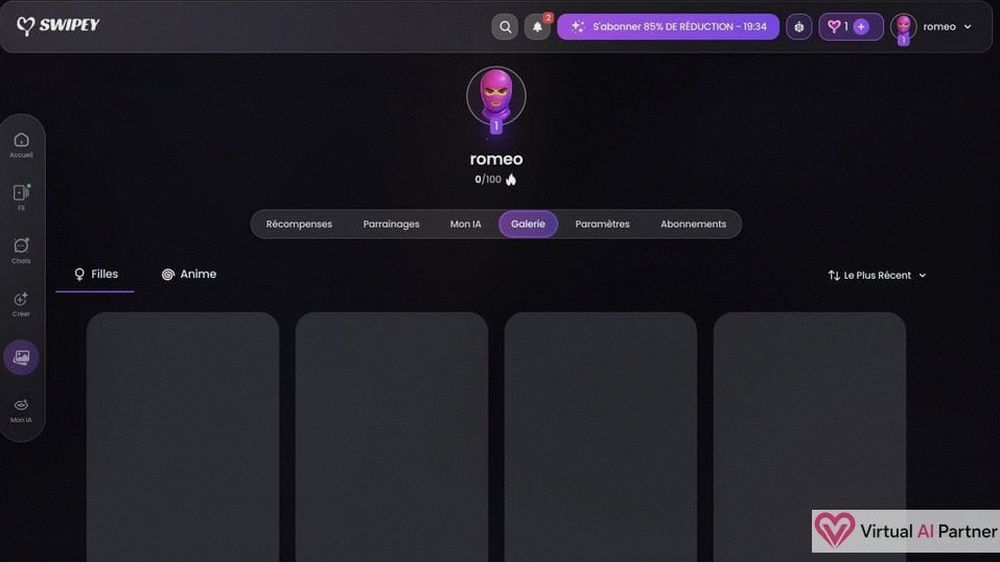 SWIPEY
2
S'abonner 85% DE RÉDUCTION - 19:34
1
1
romeo
1
romeo
0/100
Récompenses
Parrainages
Mon IA
Galerie
Paramètres
Abonnements
Accueil
Fil
Chats
Créer
Mon IA
Filles
Anime
Le Plus Récent
Virtual AI Partner